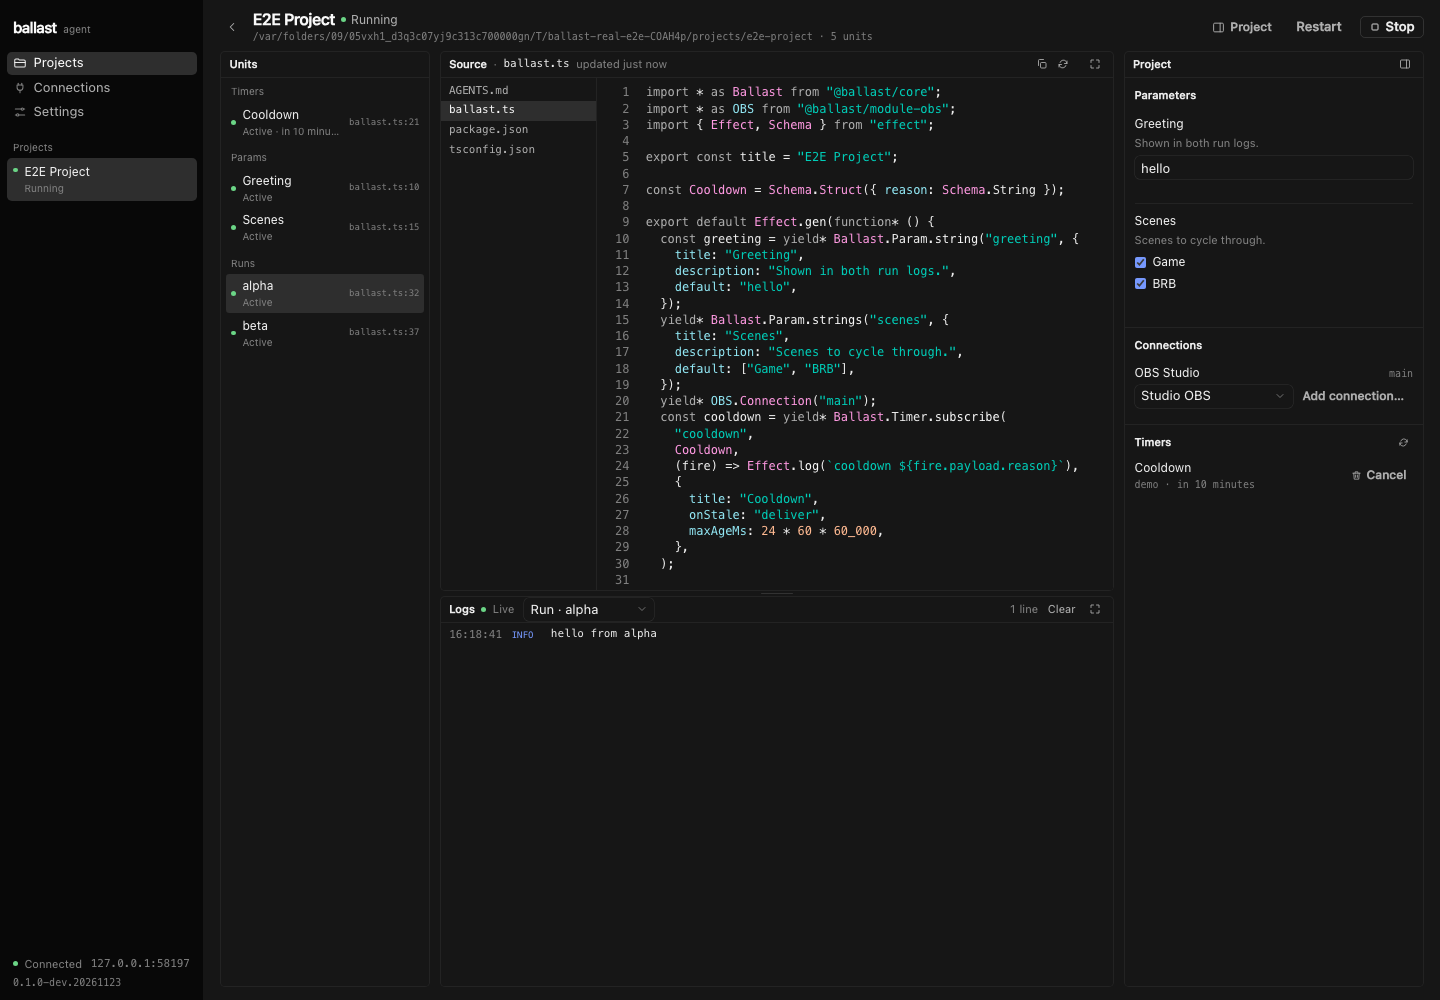 ballast agent
Projects
Connections
Settings
Projects
E2E Project
Running
Connected 127.0.0.1:58197
0.1.0-dev.20261123
E2E Project Running
/var/folders/09/05vxh1_d3q3c07yj9c313c700000gn/T/ballast-real-e2e-COAH4p/projects/e2e-project · 5 units
Project Restart Stop
Units
Timers
Cooldown
Active · in 10 minu... ballast.ts:21
Params
Greeting
Active ballast.ts:10
Scenes
Active ballast.ts:15
Runs
alpha
Active ballast.ts:32
beta
Active ballast.ts:37
Source · ballast.ts updated just now
AGENTS.md
ballast.ts
package.json
tsconfig.json
1 import * as Ballast from "@ballast/core";
2 import * as OBS from "@ballast/module-obs";
3 import { Effect, Schema } from "effect";
4
5 export const title = "E2E Project";
6
7 const Cooldown = Schema.Struct({ reason: Schema.String });
8
9 export default Effect.gen(function* () {
10 const greeting = yield* Ballast.Param.string("greeting", {
11 title: "Greeting",
12 description: "Shown in both run logs.",
13 default: "hello",
14 });
15 yield* Ballast.Param.strings("scenes", {
16 title: "Scenes",
17 description: "Scenes to cycle through.",
18 default: ["Game", "BRB"],
19 });
20 yield* OBS.Connection("main");
21 const cooldown = yield* Ballast.Timer.subscribe(
22 "cooldown",
23 Cooldown,
24 (fire) => Effect.log(`cooldown ${fire.payload.reason}`),
25 {
26 title: "Cooldown",
27 onStale: "deliver",
28 maxAgeMs: 24 * 60 * 60_000,
29 },
30 );
31
Logs Live Run · alpha 1 line Clear
16:18:41 INFO hello from alpha
Project
Parameters
Greeting
Shown in both run logs.
hello
Scenes
Scenes to cycle through.
Game
BRB
Connections
OBS Studio main
Studio OBS Add connection...
Timers
Cooldown
demo · in 10 minutes Cancel